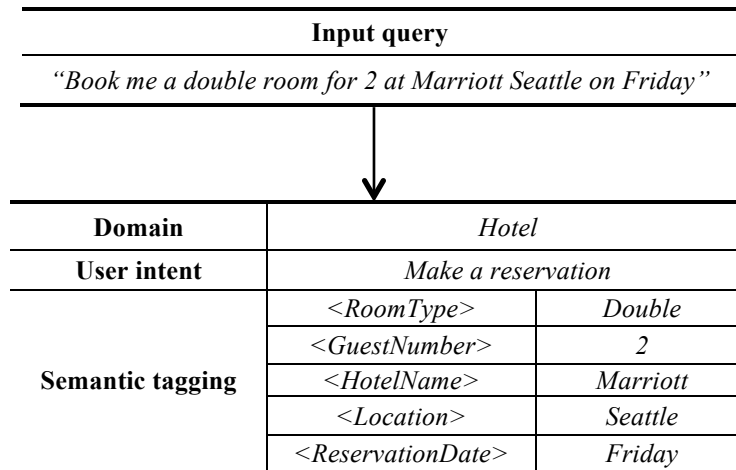 Input query
“Book me a double room for 2 at Marriott Seattle on Friday”
Domain Hotel
User intent Make a reservation
<RoomType> Double
<GuestNumber> 2
Semantic tagging <HotelName> Marriott
<Location> Seattle
<ReservationDate> Friday